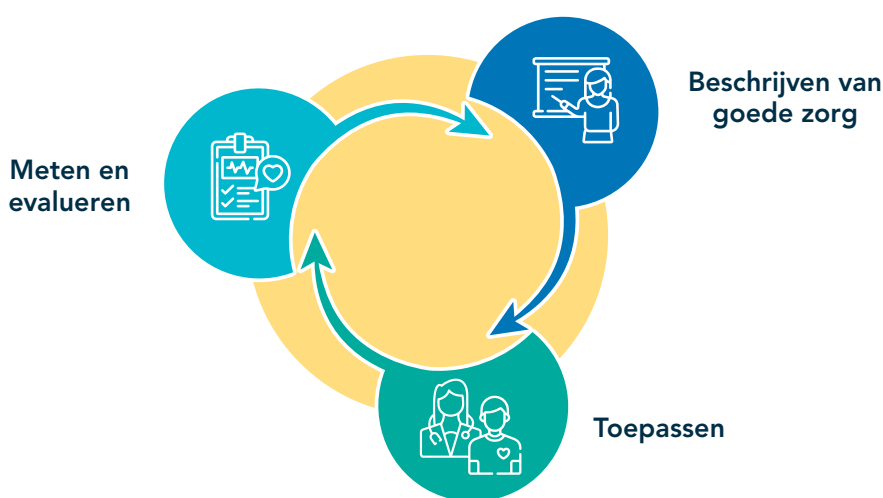 Beschrijven van
goede zorg
Meten en
evalueren
Toepassen